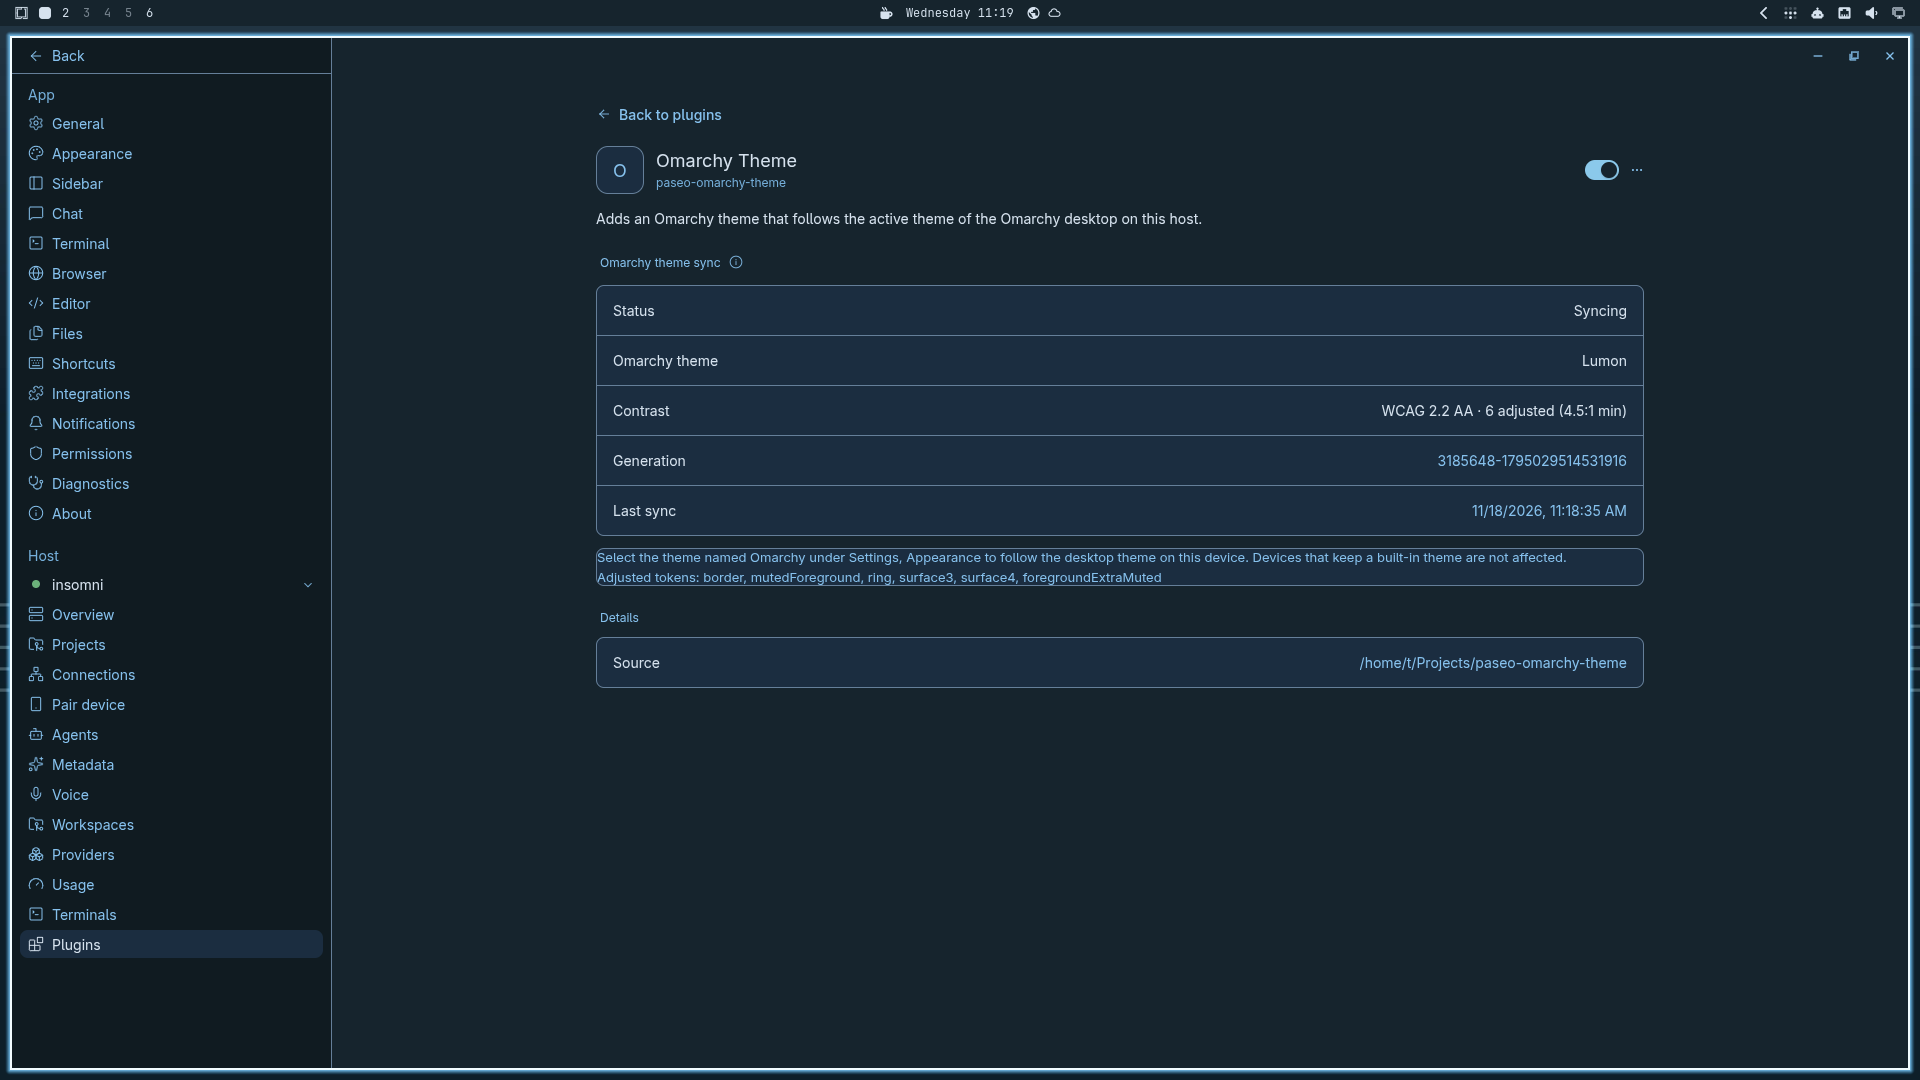 2 3 4 5 6
Wednesday 11:19
Back
App
General
Appearance
Sidebar
Chat
Terminal
Browser
Editor
Files
Shortcuts
Integrations
Notifications
Permissions
Diagnostics
About
Host
insomni
Overview
Projects
Connections
Pair device
Agents
Metadata
Voice
Workspaces
Providers
Usage
Terminals
Plugins
Back to plugins
O
Omarchy Theme
paseo-omarchy-theme
Adds an Omarchy theme that follows the active theme of the Omarchy desktop on this host.
Omarchy theme sync
Status Syncing
Omarchy theme Lumon
Contrast WCAG 2.2 AA · 6 adjusted (4.5:1 min)
Generation 3185648-1795029514531916
Last sync 11/18/2026, 11:18:35 AM
Select the theme named Omarchy under Settings, Appearance to follow the desktop theme on this device. Devices that keep a built-in theme are not affected.
Adjusted tokens: border, mutedForeground, ring, surface3, surface4, foregroundExtraMuted
Details
Source /home/t/Projects/paseo-omarchy-theme